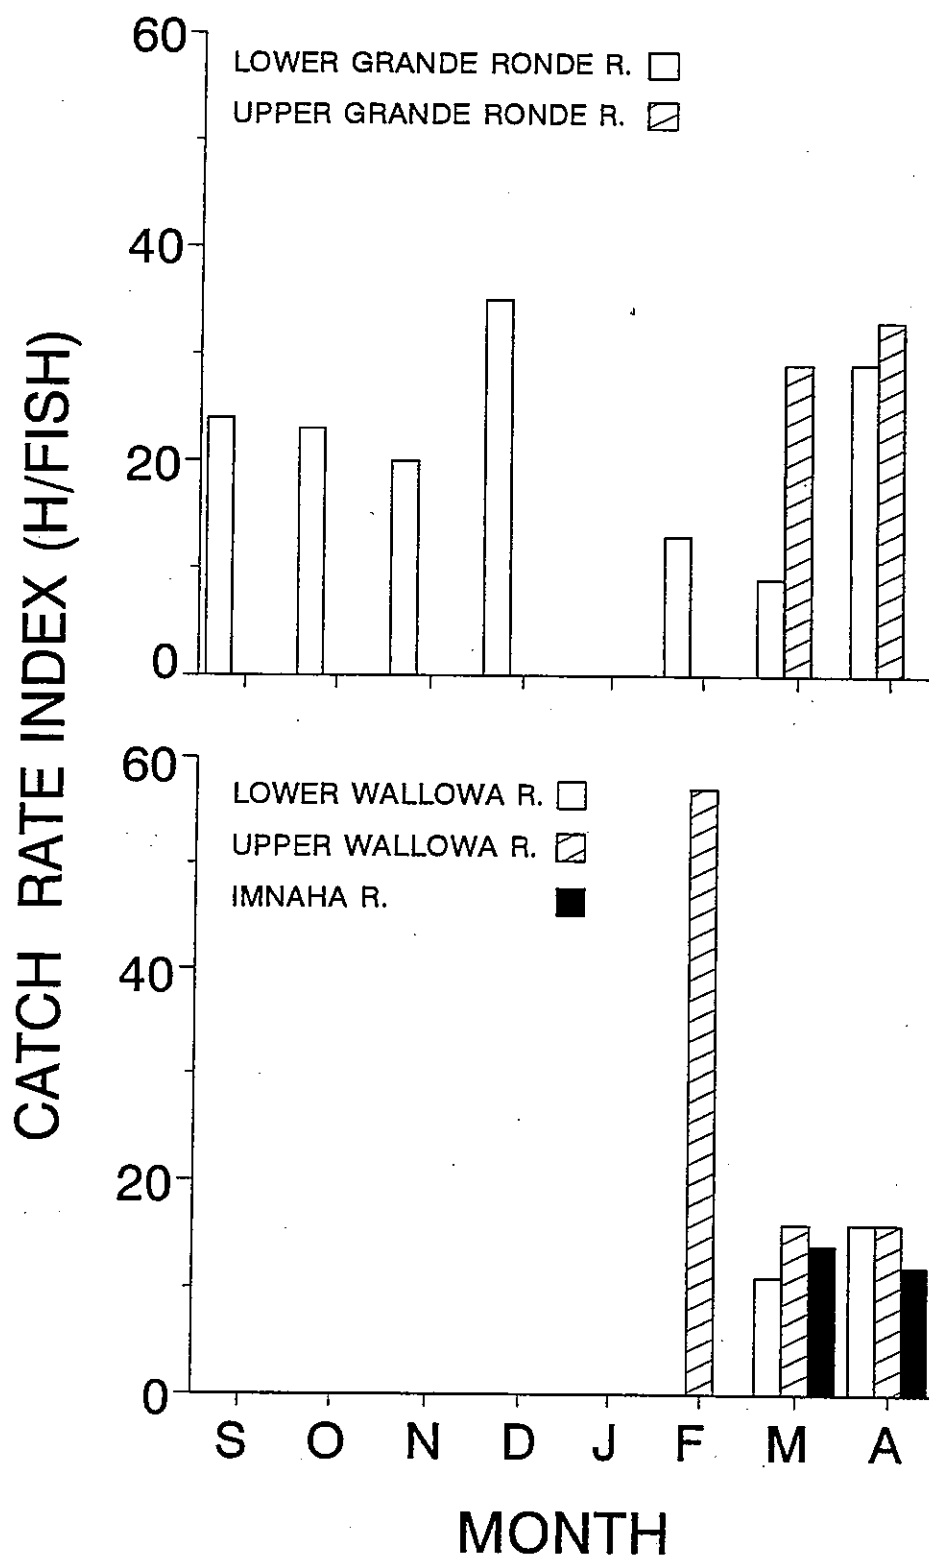 CATCH RATE INDEX (H/FISH)
60
40
20
0
LOWER GRANDE RONDE R.
UPPER GRANDE RONDE R.
60
40
20
0
LOWER WALLOWA R.
UPPER WALLOWA R.
IMNAHA R.
S O N D J F M A
MONTH